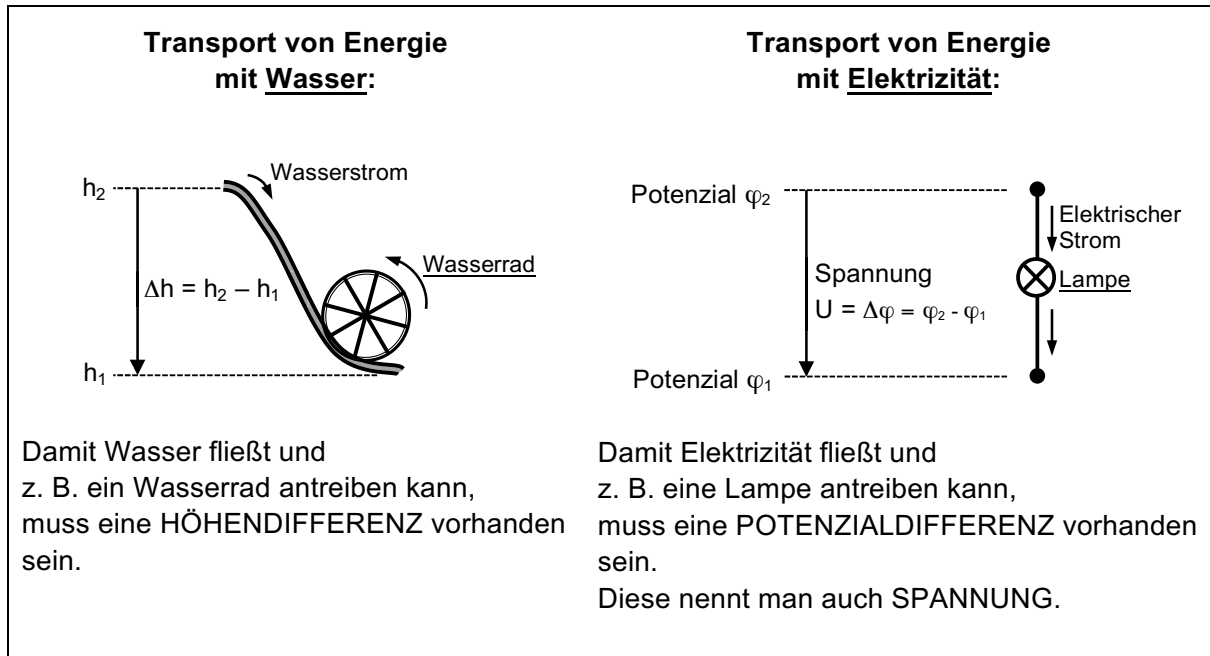 Transport von Energie
mit Wasser:
h₂
Wasserstrom
Wasserrad
Δh = h₂ – h₁
h₁
Damit Wasser fließt und
z. B. ein Wasserrad antreiben kann,
muss eine HÖHENDIFFERENZ vorhanden
sein.
Transport von Energie
mit Elektrizität:
Potenzial φ₂
Elektrischer
Strom
Spannung
U = Δφ = φ₂ - φ₁
Lampe
Potenzial φ₁
Damit Elektrizität fließt und
z. B. eine Lampe antreiben kann,
muss eine POTENZIALDIFFERENZ vorhanden
sein.
Diese nennt man auch SPANNUNG.